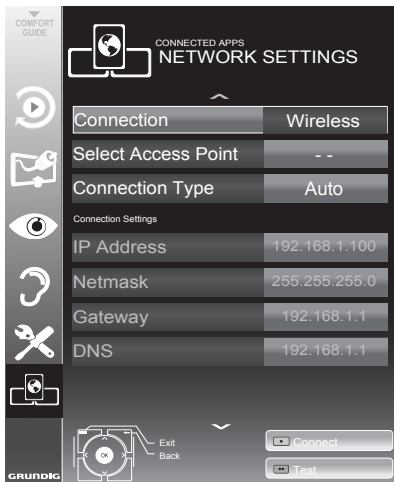 COMFORT
GUIDE
CONNECTED APPS
NETWORK SETTINGS
Connection Wireless
Select Access Point - -
Connection Type Auto
Connection Settings
IP Address 192.168.1.100
Netmask 255.255.255.0
Gateway 192.168.1.1
DNS 192.168.1.1
OK
Exit
Back
Connect
Test
GRUNDIG